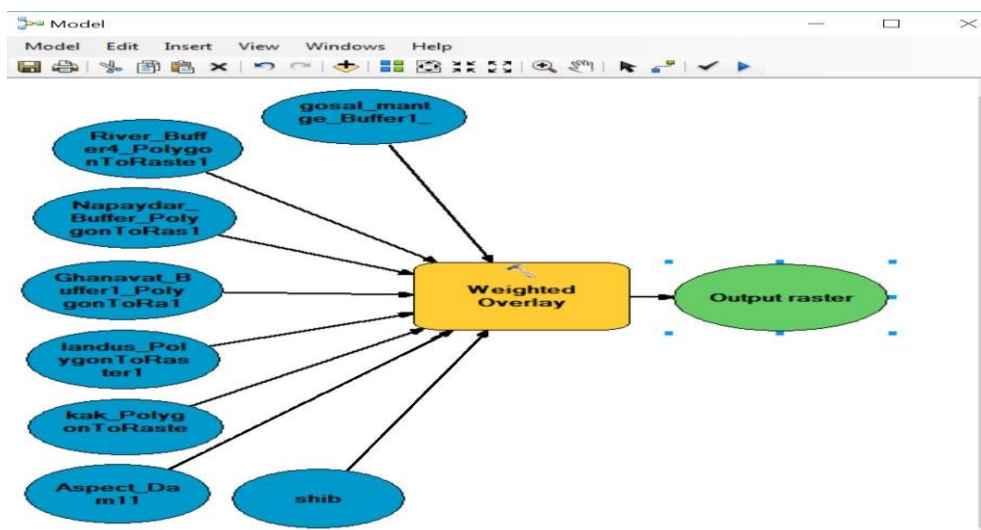 Model
Model Edit Insert View Windows Help
gosal_mant
ge_Buffer1_
River_Buff
er4_Polygo
nToRaste1
Napaydar_
Buffer_Poly
gonToRas1
Ghanavat_B
uffer1_Poly
gonToRa1
landus_Pol
ygonToRas
ter1
kak_Polyg
onToRaste
Aspect_Da
m11
shib
Weighted
Overlay
Output raster